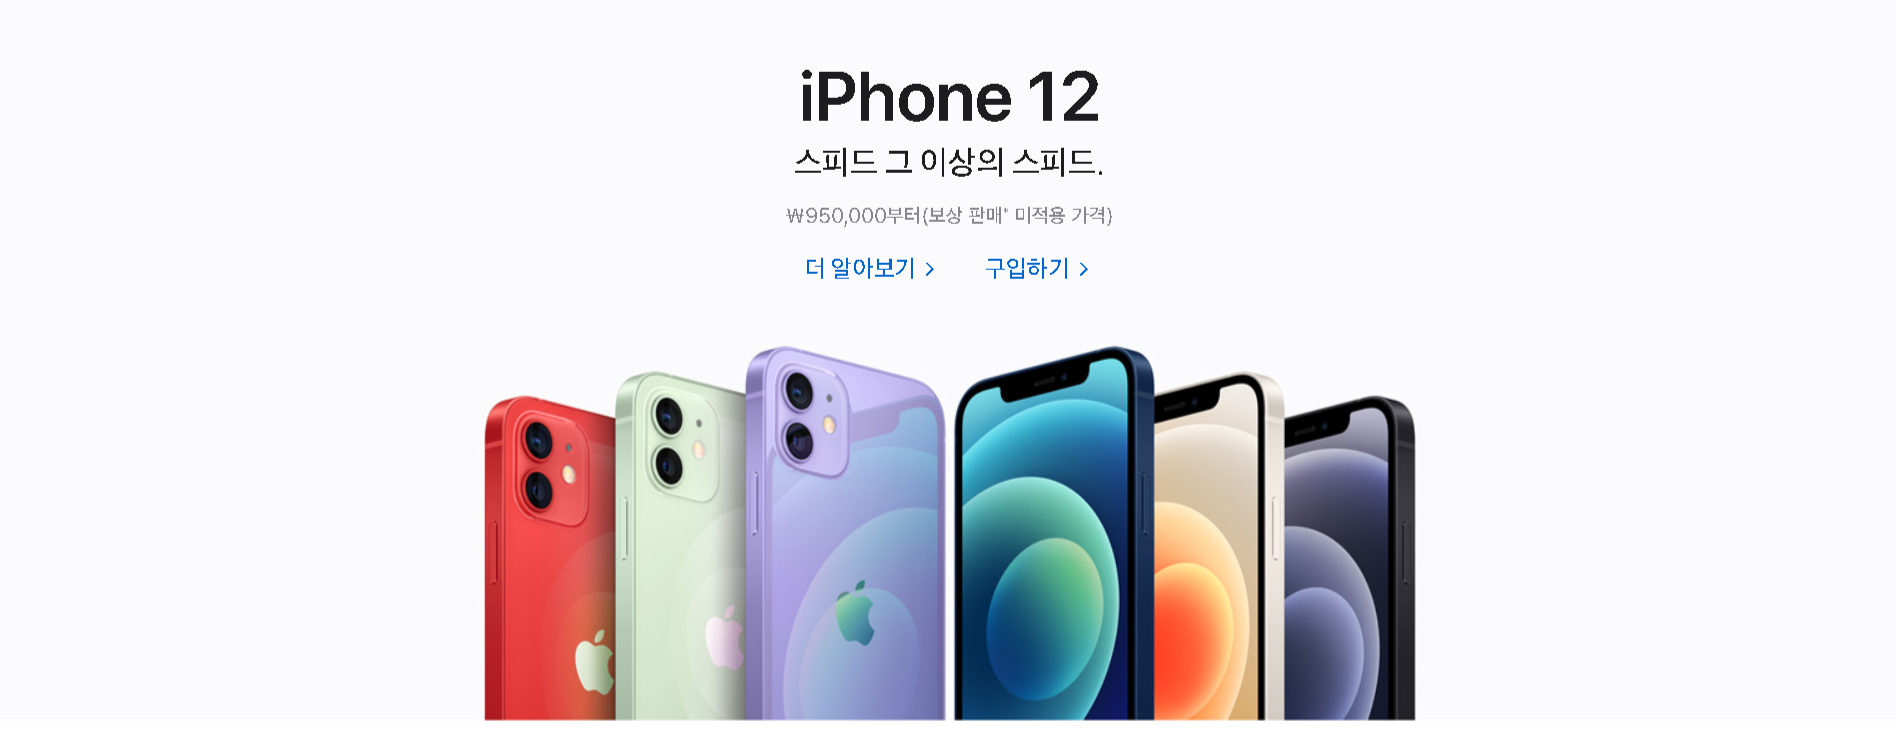 iPhone 12
스피드 그 이상의 스피드.
₩950,000부터(보상 판매* 미적용 가격)
더 알아보기 > 구입하기 >